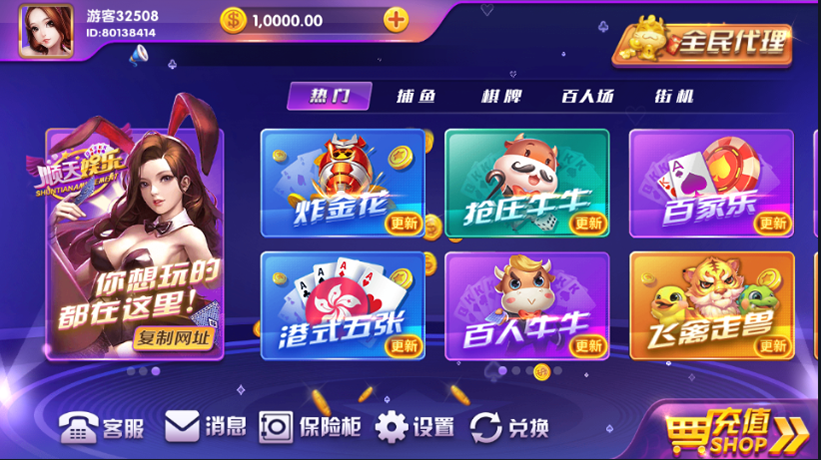 游客32508
ID:80138414
1,0000.00
全民代理
热门 捕鱼 棋牌 百人场 街机
顺天娱乐
你想玩的
都在这里!
复制网址
炸金花
更新
抢庄牛牛
更新
百家乐
更新
港式五张
更新
百人牛牛
更新
飞禽走兽
更新
客服 消息 保险柜 设置 兑换
充值
SHOP